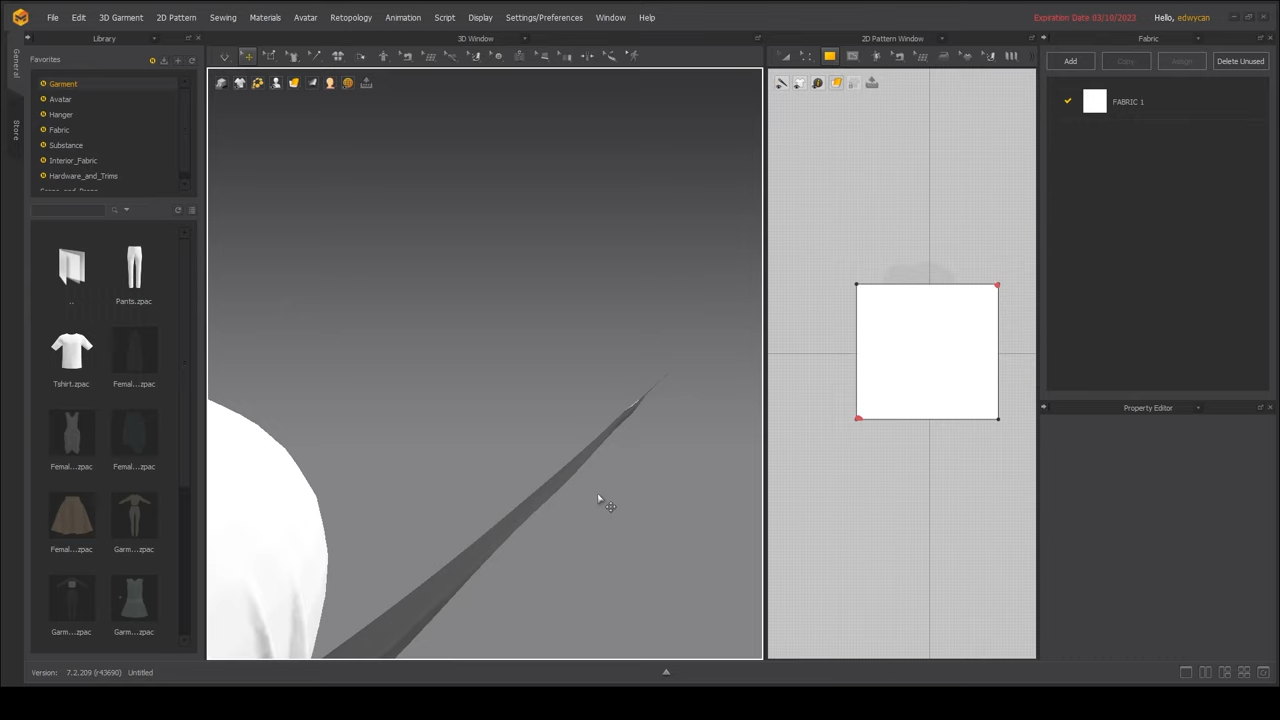 File Edit 3D Garment 2D Pattern Sewing Materials Avatar Retopology Animation Script Display Settings/Preferences Window Help Expiration Date 03/10/2023 Hello, edwycan
Library 3D Window 2D Pattern Window Fabric
General
Store
Favorites
Add Copy Assign Delete Unused
Garment
Avatar
Hanger
Fabric
Substance
Interior_Fabric
Hardware_and_Trims
FABRIC 1
.. Pants.zpac
Tshirt.zpac Femal...zpac
Femal...zpac Femal...zpac
Femal...zpac Garm...zpac
Garm...zpac Garm...zpac
Property Editor
Version: 7.2.209 (r43690) Untitled